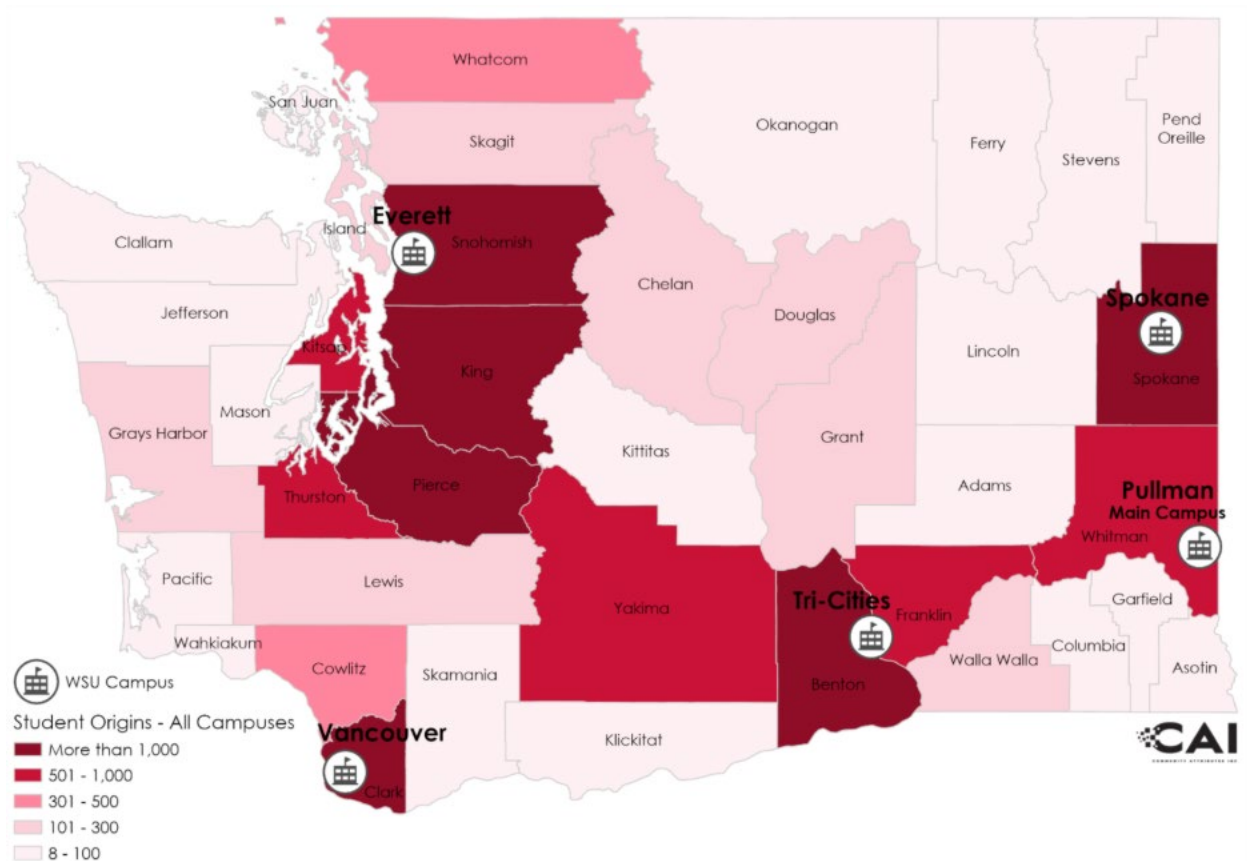 Whatcom
San Juan
Skagit
Okanogan
Ferry
Stevens
Pend
Oreille
Everett
Island
Snohomish
Clallam
Chelan
Jefferson
Douglas
Spokane
Kitsap
King
Lincoln
Spokane
Mason
Grays Harbor
Grant
Kittitas
Thurston
Pierce
Adams
Pullman
Main Campus
Whitman
Pacific
Lewis
Yakima
Tri-Cities
Franklin
Garfield
Wahkiakum
Columbia
Cowlitz
Skamania
Walla Walla
Asotin
Benton
WSU Campus
Student Origins - All Campuses
More than 1,000
501 - 1,000
301 - 500
101 - 300
8 - 100
Vancouver
Clark
Klickitat
CAI
COMMUNITY ATTRIBUTES INC